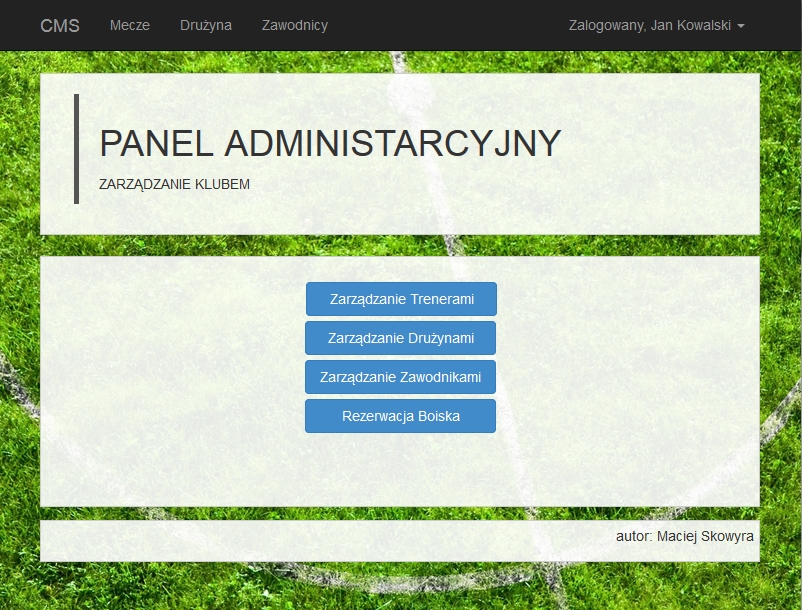 CMS Mecze Drużyna Zawodnicy Zalogowany, Jan Kowalski
PANEL ADMINISTARCYJNY
ZARZĄDZANIE KLUBEM
Zarządzanie Trenerami
Zarządzanie Drużynami
Zarządzanie Zawodnikami
Rezerwacja Boiska
autor: Maciej Skowyra